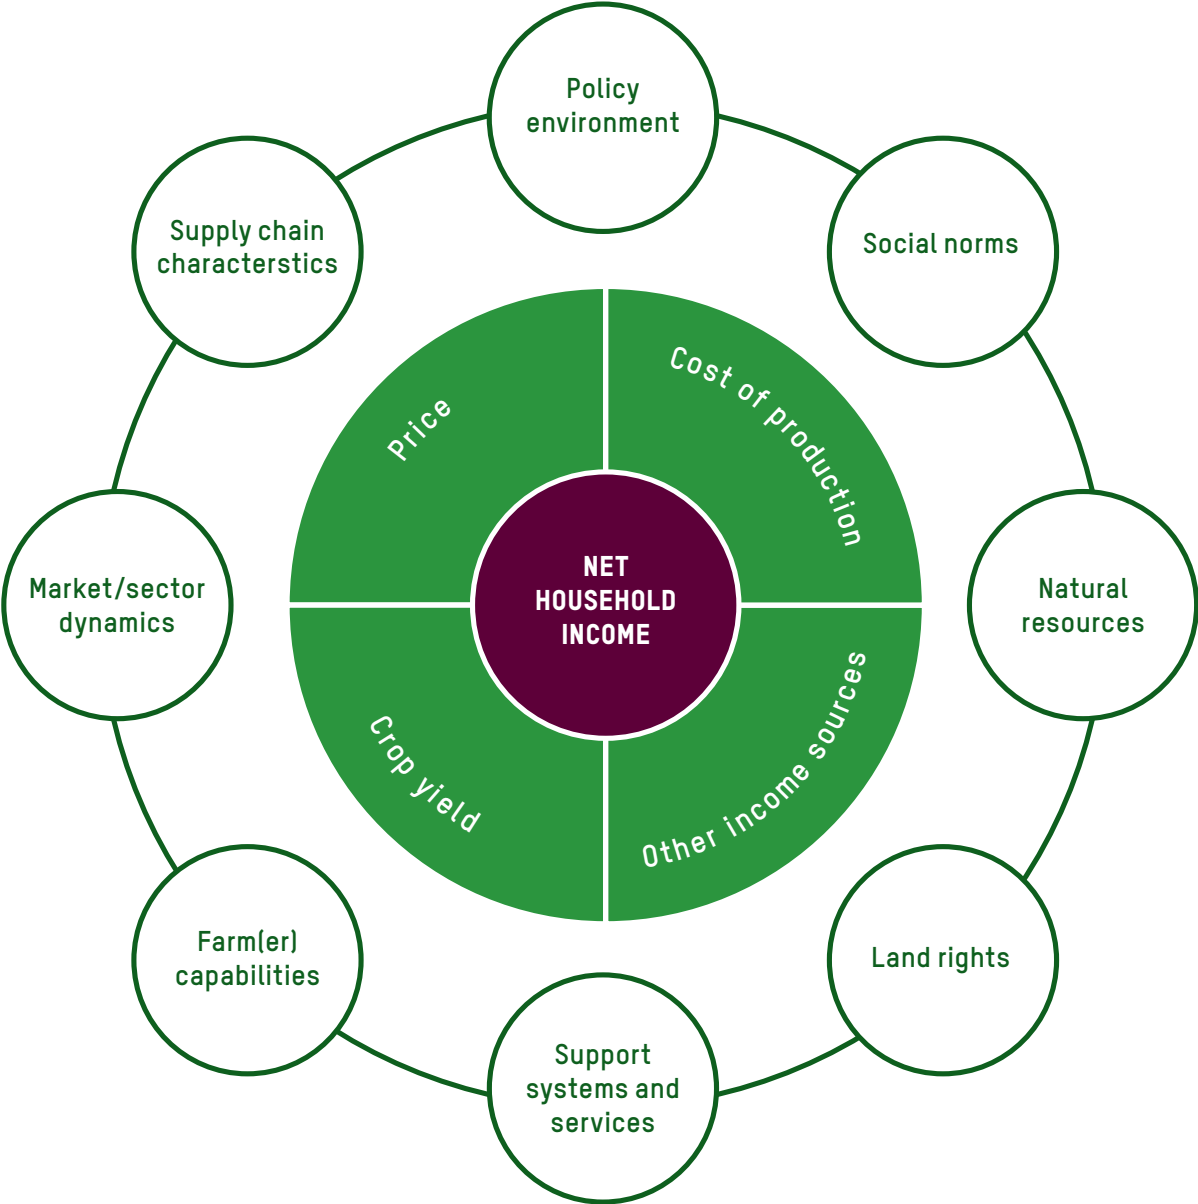 Policy
environment
Supply chain
characterstics
Social norms
Price
Cost of production
NET
HOUSEHOLD
INCOME
Market/sector
dynamics
Natural
resources
Crop yield
Other income sources
Farm(er)
capabilities
Land rights
Support
systems and
services